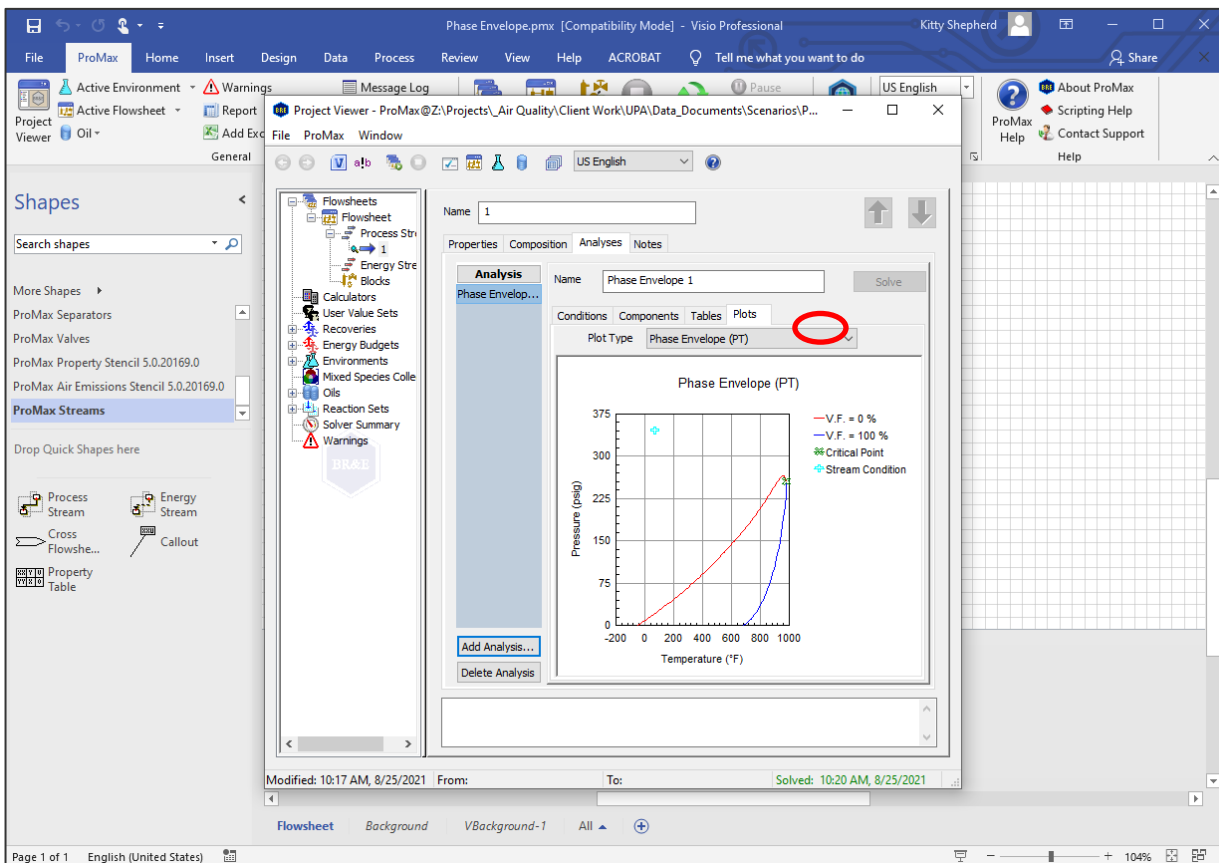 Phase Envelope.pmx [Compatibility Mode] - Visio Professional
Kitty Shepherd
File ProMax Home Insert Design Data Process Review View Help ACROBAT Tell me what you want to do Share
Project Viewer
Active Environment
Active Flowsheet
Oil
Warnings
Report
Add Exc
Message Log
General
Pause
US English
ProMax Help
About ProMax
Scripting Help
Contact Support
Help
Project Viewer - ProMax@Z:\Projects\_Air Quality\Client Work\UPA\Data_Documents\Scenarios\P...
File ProMax Window
a!b
US English
Shapes
Search shapes
More Shapes
ProMax Separators
ProMax Valves
ProMax Property Stencil 5.0.20169.0
ProMax Air Emissions Stencil 5.0.20169.0
ProMax Streams
Drop Quick Shapes here
Process Stream
Energy Stream
Cross Flowshe...
Callout
Property Table
Flowsheets
Flowsheet
Process Stre
1
Energy Stre
Blocks
Calculators
User Value Sets
Recoveries
Energy Budgets
Environments
Mixed Species Colle
Oils
Reaction Sets
Solver Summary
Warnings
BR&E
Name 1
Properties Composition Analyses Notes
Analysis
Phase Envelop...
Add Analysis...
Delete Analysis
Name Phase Envelope 1
Solve
Conditions Components Tables Plots
Plot Type Phase Envelope (PT)
Phase Envelope (PT)
375
300
225
150
75
0
Pressure (psig)
-200 0 200 400 600 800 1000
Temperature (°F)
V.F. = 0 %
V.F. = 100 %
Critical Point
Stream Condition
Modified: 10:17 AM, 8/25/2021 From: To: Solved: 10:20 AM, 8/25/2021
Flowsheet Background VBackground-1 All
Page 1 of 1 English (United States) 104%